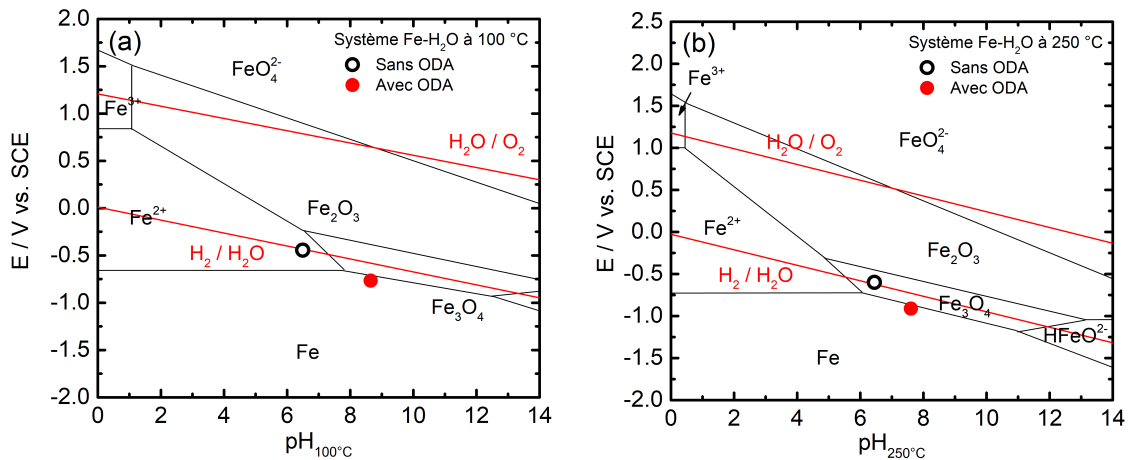 (a)
Système Fe-H₂O à 100 °C
Sans ODA
Avec ODA
FeO₄²⁻
Fe³⁺
H₂O / O₂
Fe₂O₃
Fe²⁺
H₂ / H₂O
Fe₃O₄
Fe
2.0
1.5
1.0
0.5
0.0
-0.5
-1.0
-1.5
-2.0
E / V vs. SCE
0 2 4 6 8 10 12 14
pH₁₀₀°C
(b)
Système Fe-H₂O à 250 °C
Sans ODA
Avec ODA
Fe³⁺
FeO₄²⁻
H₂O / O₂
Fe²⁺
Fe₂O₃
H₂ / H₂O
Fe₃O₄
HFeO²⁻
Fe
2.5
2.0
1.5
1.0
0.5
0.0
-0.5
-1.0
-1.5
-2.0
E / V vs. SCE
0 2 4 6 8 10 12 14
pH₂₅₀°C